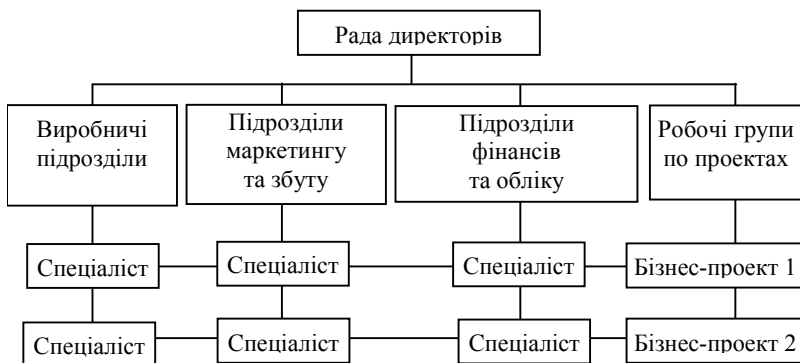 Рада директорів
Виробничі
підрозділи
Підрозділи
маркетингу
та збуту
Підрозділи
фінансів
та обліку
Робочі групи
по проектах
Спеціаліст
Спеціаліст
Спеціаліст
Бізнес-проект 1
Спеціаліст
Спеціаліст
Спеціаліст
Бізнес-проект 2